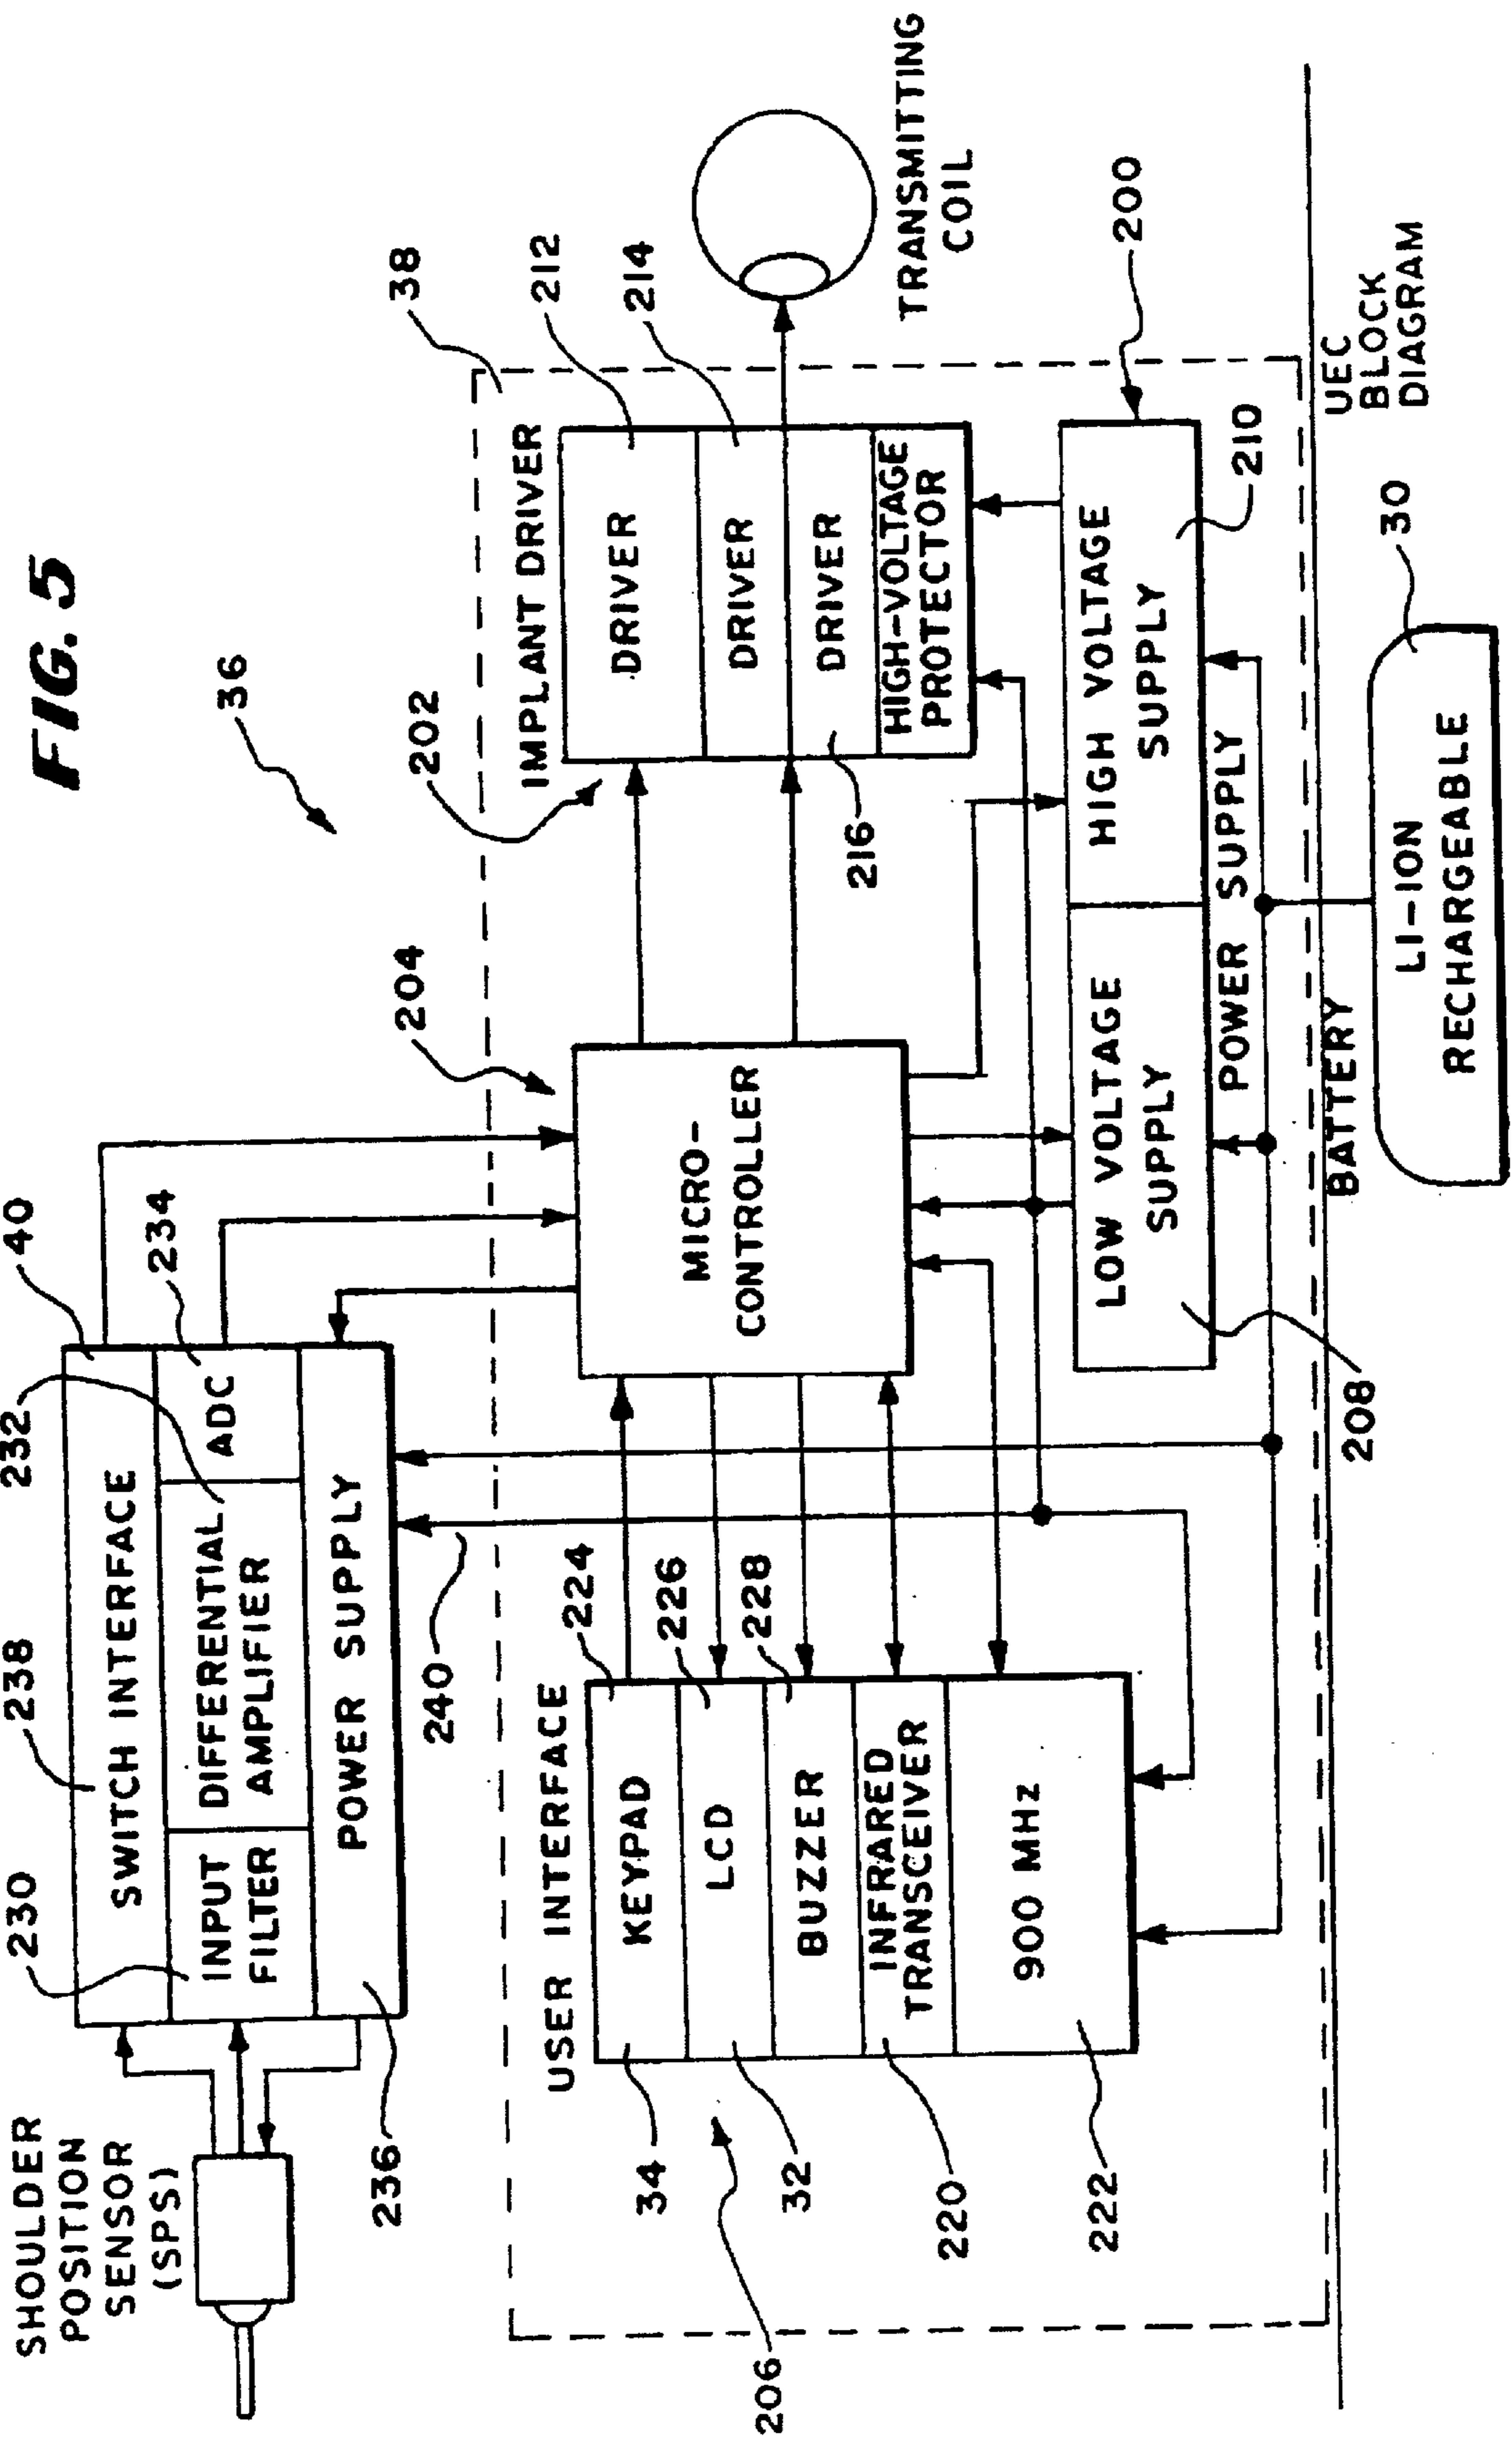 FIG. 5
36
SHOULDER
POSITION
SENSOR
(SPS)
230
238
232
40
234
SWITCH INTERFACE
INPUT
FILTER
DIFFERENTIAL
AMPLIFIER
ADC
POWER SUPPLY
236
240
204
202
38
212
214
USER INTERFACE
224
226
228
KEYPAD
LCD
BUZZER
INFRARED
TRANSCEIVER
900 MHz
34
32
220
222
206
MICRO-
CONTROLLER
IMPLANT DRIVER
DRIVER
DRIVER
DRIVER
HIGH-VOLTAGE
PROTECTOR
216
TRANSMITTING
COIL
200
LOW VOLTAGE
SUPPLY
HIGH VOLTAGE
SUPPLY
POWER SUPPLY
208
210
BATTERY
UEC
BLOCK
DIAGRAM
LI-ION
RECHARGEABLE
30